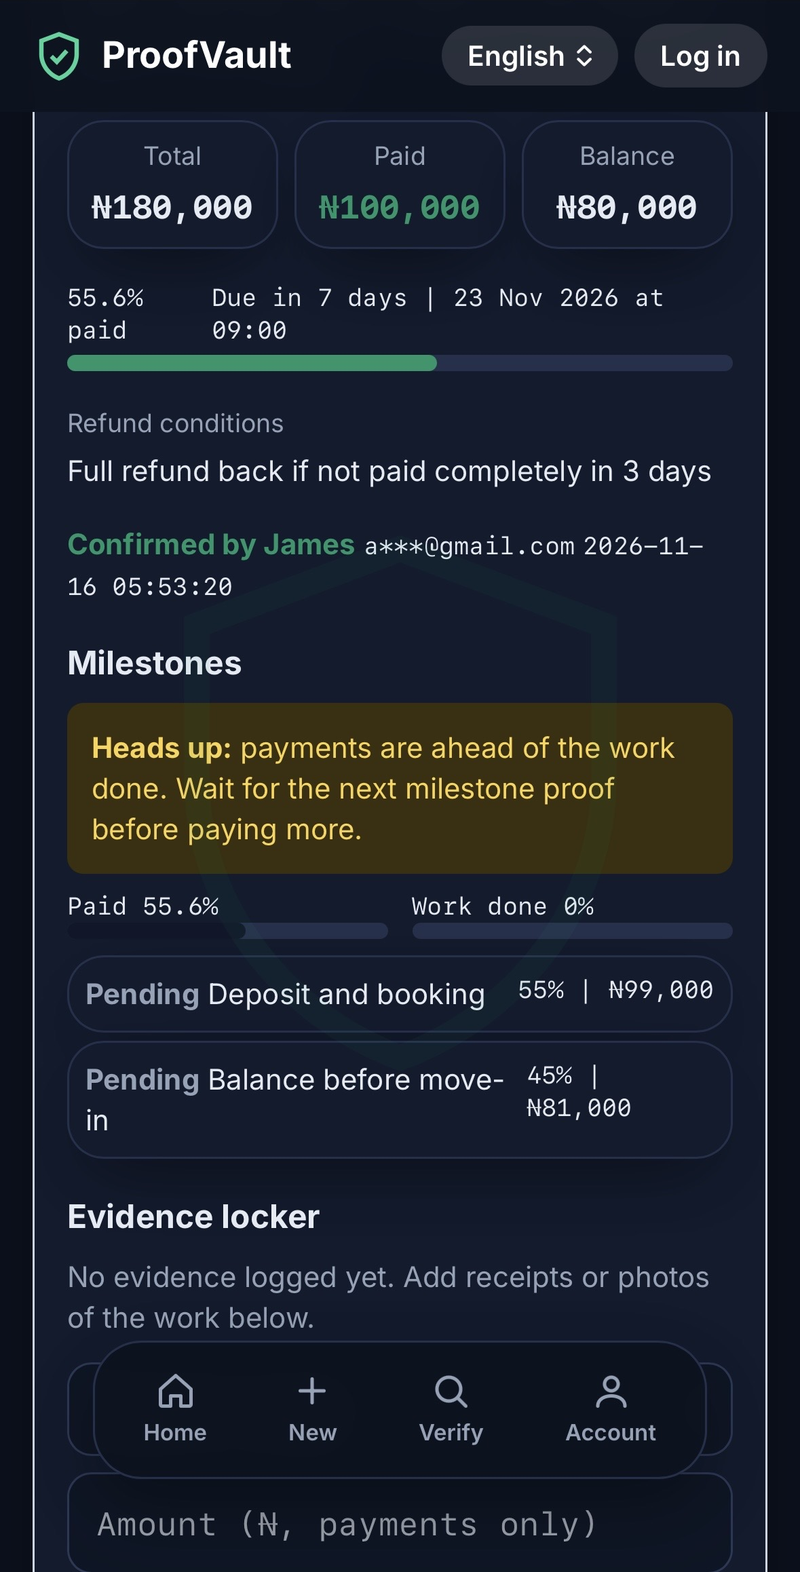 ProofVault
English
Log in
Total
Paid
Balance
₦180,000
₦100,000
₦80,000
55.6%
paid
Due in 7 days | 23 Nov 2026 at
09:00
Refund conditions
Full refund back if not paid completely in 3 days
Confirmed by James a***@gmail.com 2026-11-
16 05:53:20
Milestones
Heads up: payments are ahead of the work
done. Wait for the next milestone proof
before paying more.
Paid 55.6%
Work done 0%
Pending Deposit and booking
55% | ₦99,000
Pending Balance before move-
in
45% |
₦81,000
Evidence locker
No evidence logged yet. Add receipts or photos
of the work below.
Home
New
Verify
Account
Amount (₦, payments only)